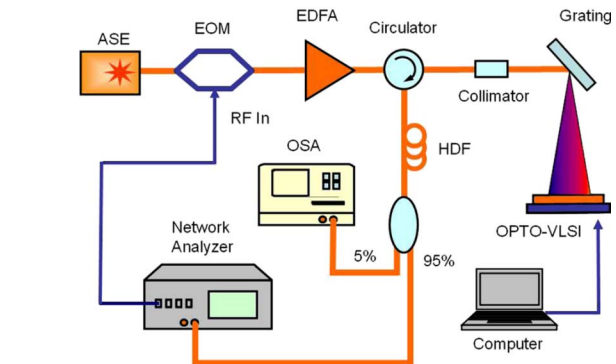 EDFA
EOM
Circulator
Grating
ASE
Collimator
RF In
OSA
HDF
Network
Analyzer
5%
95%
OPTO-VLSI
Computer